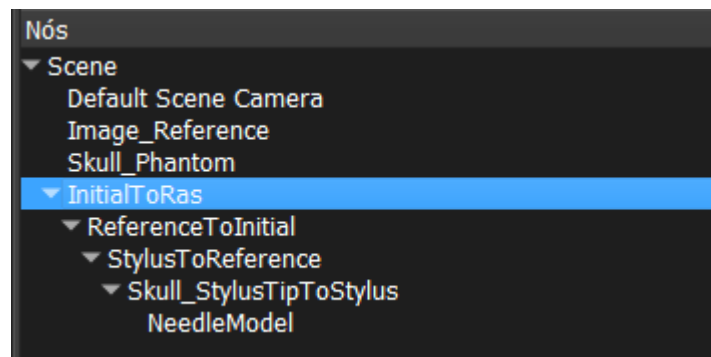 Nós
Scene
Default Scene Camera
Image_Reference
Skull_Phantom
InitialToRas
ReferenceToInitial
StylusToReference
Skull_StylusTipToStylus
NeedleModel